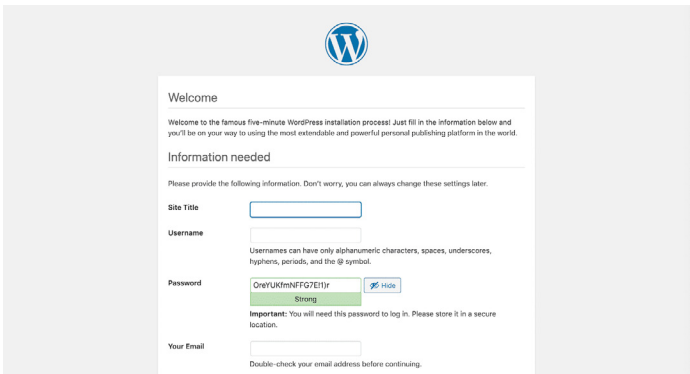 Welcome
Welcome to the famous five-minute WordPress installation process! Just fill in the information below and
you'll be on your way to using the most extendable and powerful personal publishing platform in the world.
Information needed
Please provide the following information. Don't worry, you can always change these settings later.
Site Title
Username
Usernames can have only alphanumeric characters, spaces, underscores,
hyphens, periods, and the @ symbol.
Password OreYUKfmNFFG7E!1)r Hide
Strong
Important: You will need this password to log in. Please store it in a secure
location.
Your Email
Double-check your email address before continuing.